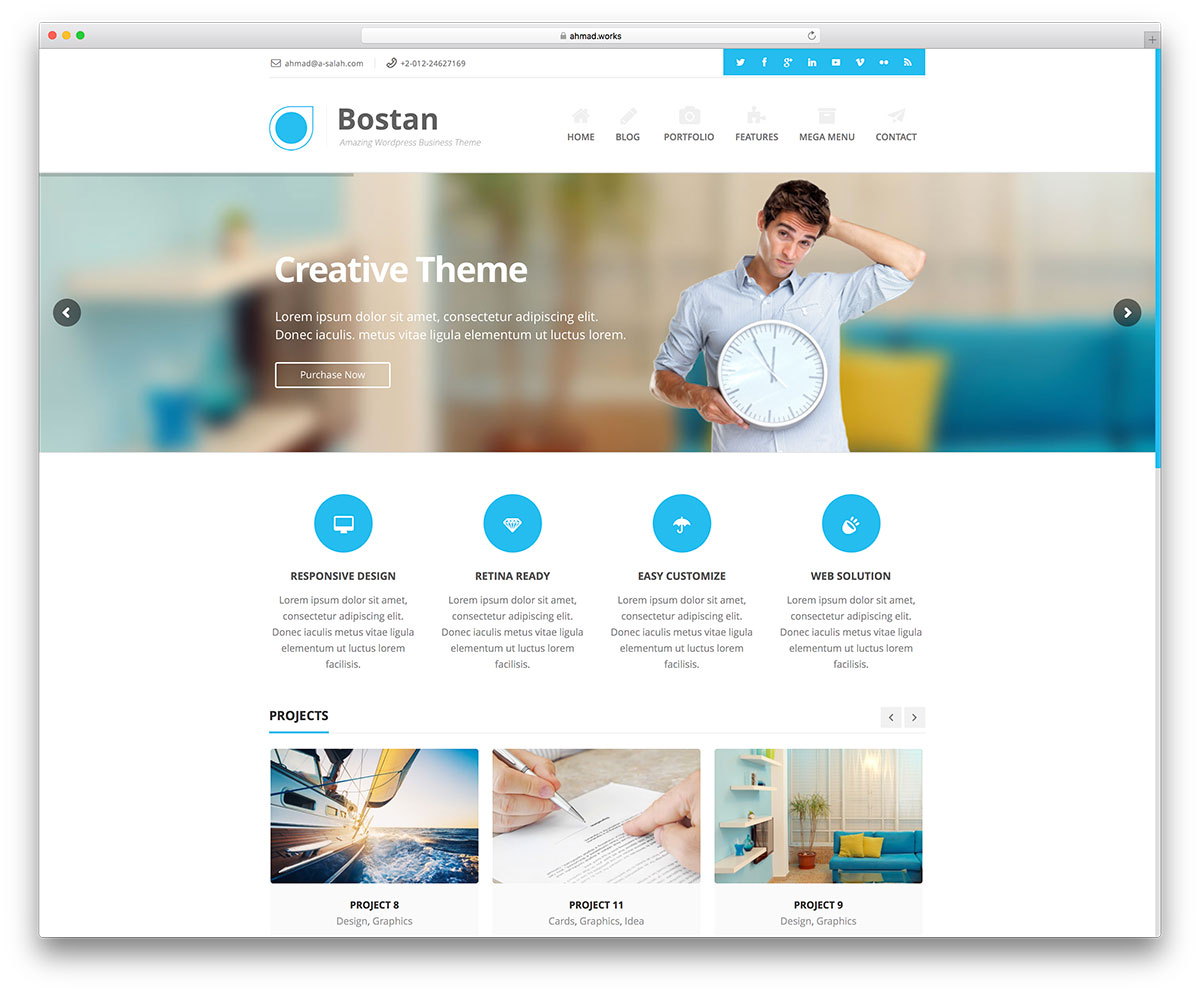 ahmad.works
ahmad@a-salah.com
+2-012-24627169
Bostan
Amazing Wordpress Business Theme
HOME
BLOG
PORTFOLIO
FEATURES
MEGA MENU
CONTACT
Creative Theme
Lorem ipsum dolor sit amet, consectetur adipiscing elit.
Donec iaculis. metus vitae ligula elementum ut luctus lorem.
Purchase Now
RESPONSIVE DESIGN
Lorem ipsum dolor sit amet,
consectetur adipiscing elit.
Donec iaculis metus vitae ligula
elementum ut luctus lorem
facilisis.
RETINA READY
Lorem ipsum dolor sit amet,
consectetur adipiscing elit.
Donec iaculis metus vitae ligula
elementum ut luctus lorem
facilisis.
EASY CUSTOMIZE
Lorem ipsum dolor sit amet,
consectetur adipiscing elit.
Donec iaculis metus vitae ligula
elementum ut luctus lorem
facilisis.
WEB SOLUTION
Lorem ipsum dolor sit amet,
consectetur adipiscing elit.
Donec iaculis metus vitae ligula
elementum ut luctus lorem
facilisis.
PROJECTS
PROJECT 8
Design, Graphics
PROJECT 11
Cards, Graphics, Idea
PROJECT 9
Design, Graphics